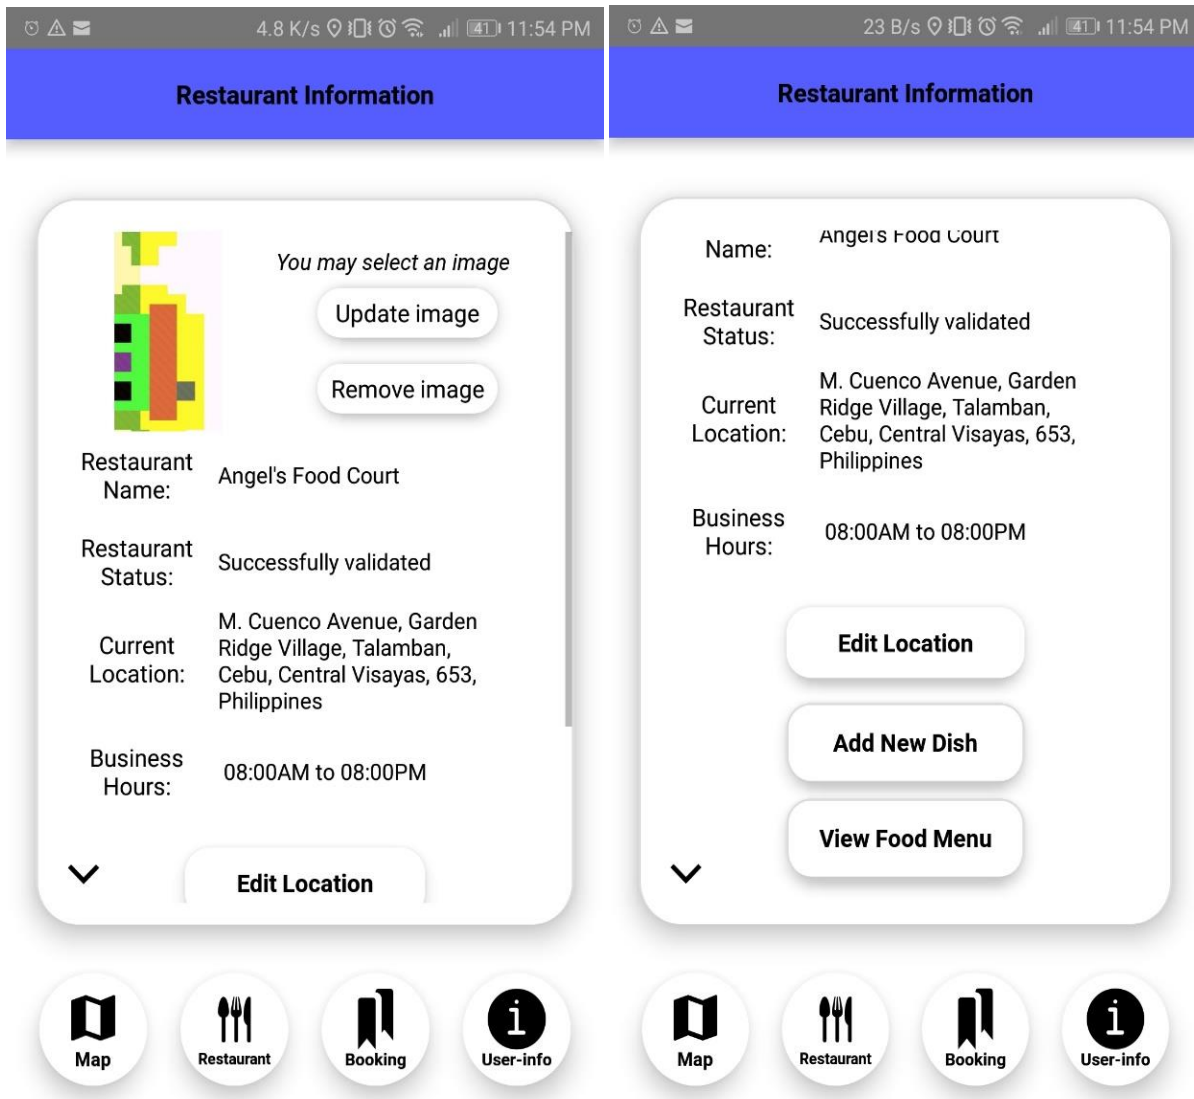 4.8 K/s 41 11:54 PM
Restaurant Information
You may select an image
Update image
Remove image
Restaurant
Name:
Angel's Food Court
Restaurant
Status:
Successfully validated
Current
Location:
M. Cuenco Avenue, Garden
Ridge Village, Talamban,
Cebu, Central Visayas, 653,
Philippines
Business
Hours:
08:00AM to 08:00PM
Edit Location
Map
Restaurant
Booking
User-info
23 B/s 41 11:54 PM
Restaurant Information
Name:
Angel's Food Court
Restaurant
Status:
Successfully validated
Current
Location:
M. Cuenco Avenue, Garden
Ridge Village, Talamban,
Cebu, Central Visayas, 653,
Philippines
Business
Hours:
08:00AM to 08:00PM
Edit Location
Add New Dish
View Food Menu
Map
Restaurant
Booking
User-info